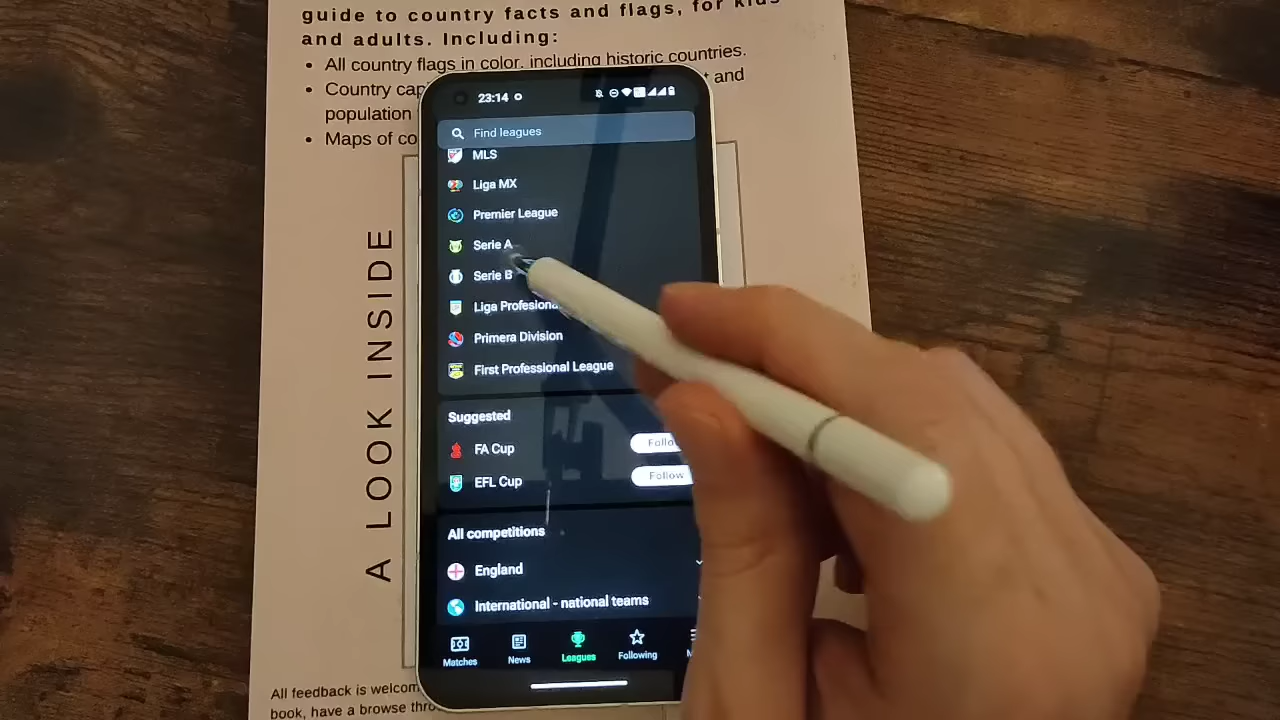 guide to country facts and flags, for kids
and adults. Including:
All country flags in color, including historic countries.
Country cap t and
population
Maps of co
A LOOK INSIDE
23:14
Find leagues
MLS
Liga MX
Premier League
Serie A
Serie B
Liga Profesiona
Primera Division
First Professional League
Suggested
FA Cup Follo
EFL Cup Follow
All competitions
England
International - national teams
Matches News Leagues Following M
All feedback is welcom
book, have a browse thro